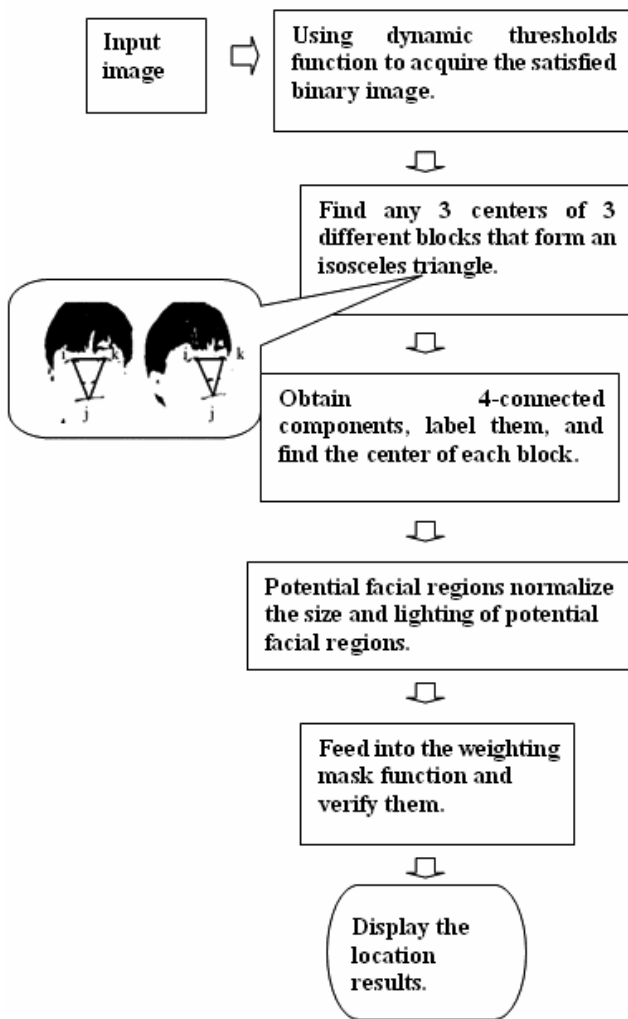 Input
image
Using dynamic thresholds
function to acquire the satisfied
binary image.
Find any 3 centers of 3
different blocks that form an
isosceles triangle.
i k
j
i k
j
Obtain 4-connected
components, label them, and
find the center of each block.
Potential facial regions normalize
the size and lighting of potential
facial regions.
Feed into the weighting
mask function and
verify them.
Display the
location
results.